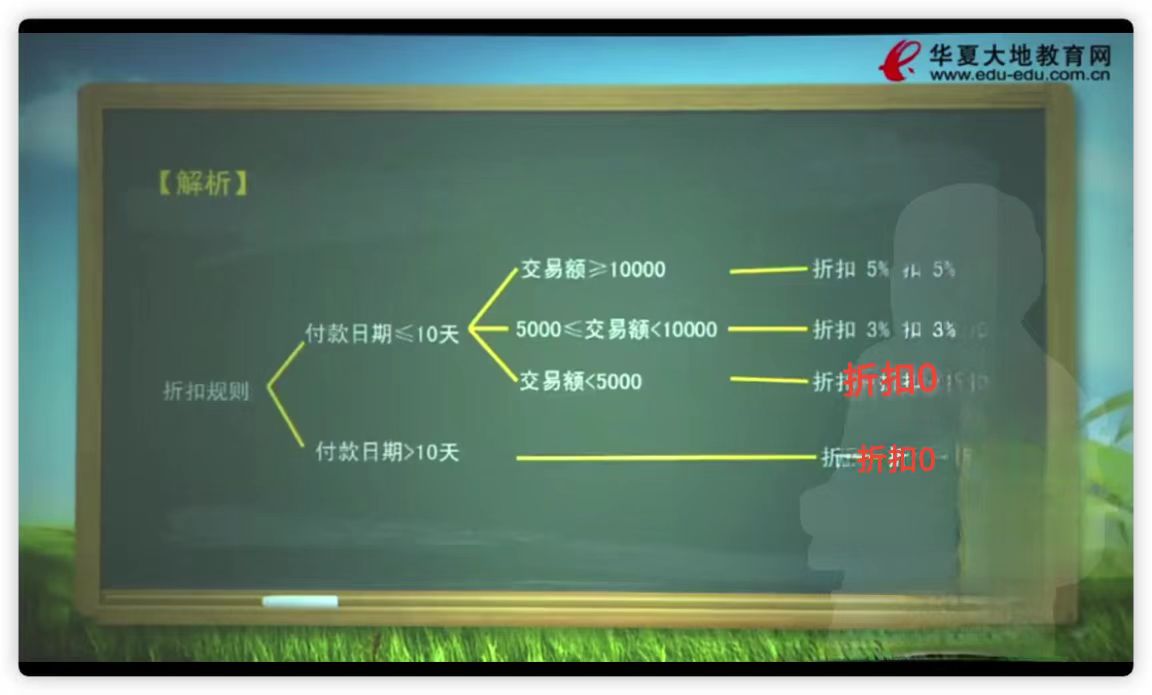 华夏大地教育网
www.edu-edu.com.cn
【解析】
交易额≥10000 折扣 5% 扣 5%
付款日期≤10天 5000≤交易额<10000 折扣 3% 扣 3%
交易额<5000 折扣0
折扣规则
付款日期>10天 折扣0